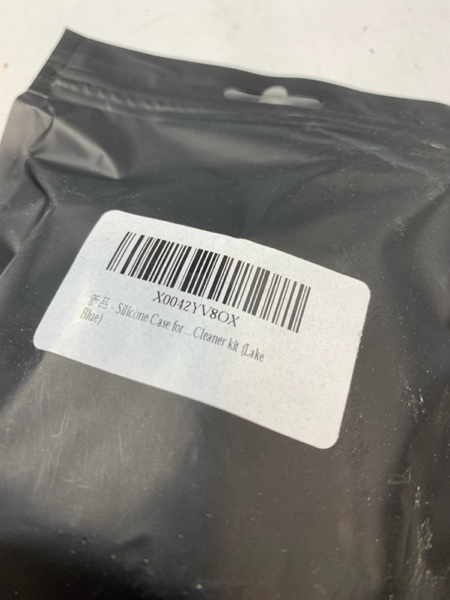 X0042YV8OX
- Silicone Case for ...Cleaner kit (Lake
Blue)